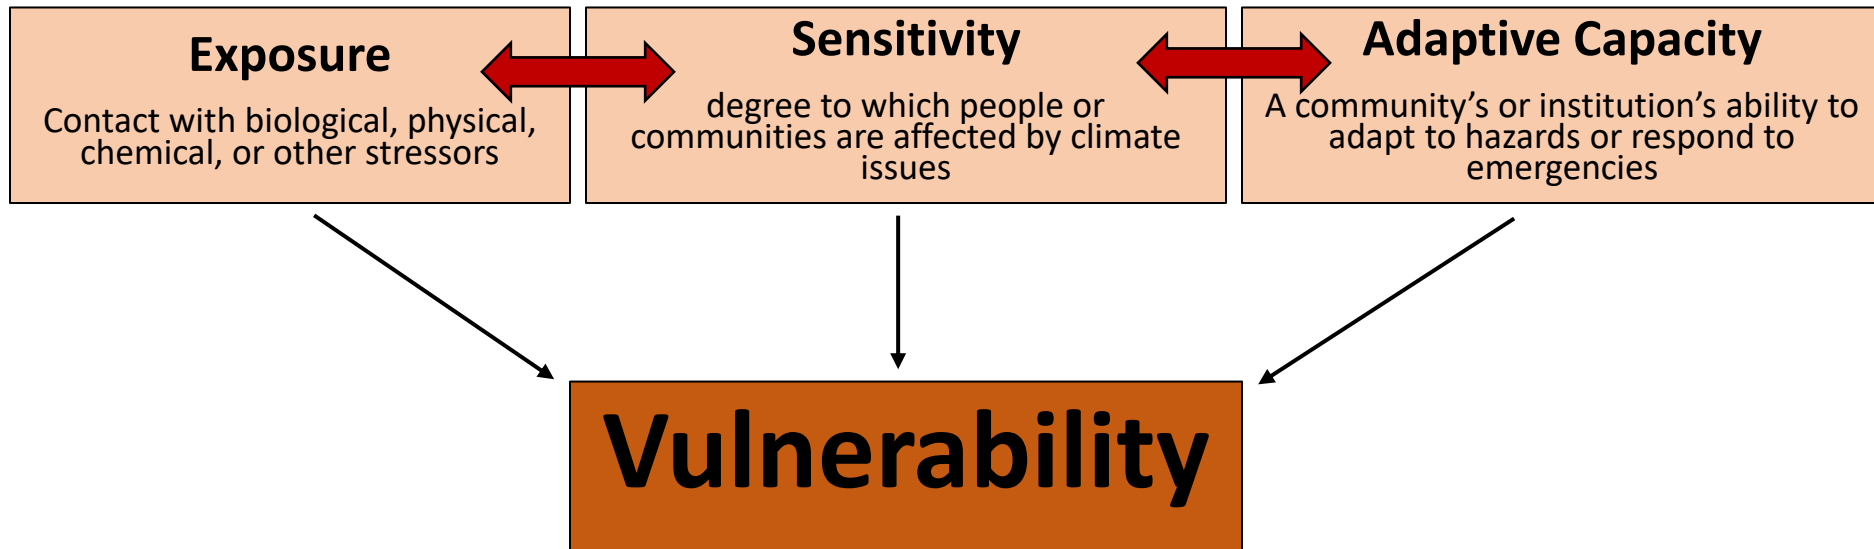 Exposure
Contact with biological, physical,
chemical, or other stressors
Sensitivity
degree to which people or
communities are affected by climate
issues
Adaptive Capacity
A community’s or institution’s ability to
adapt to hazards or respond to
emergencies
Vulnerability